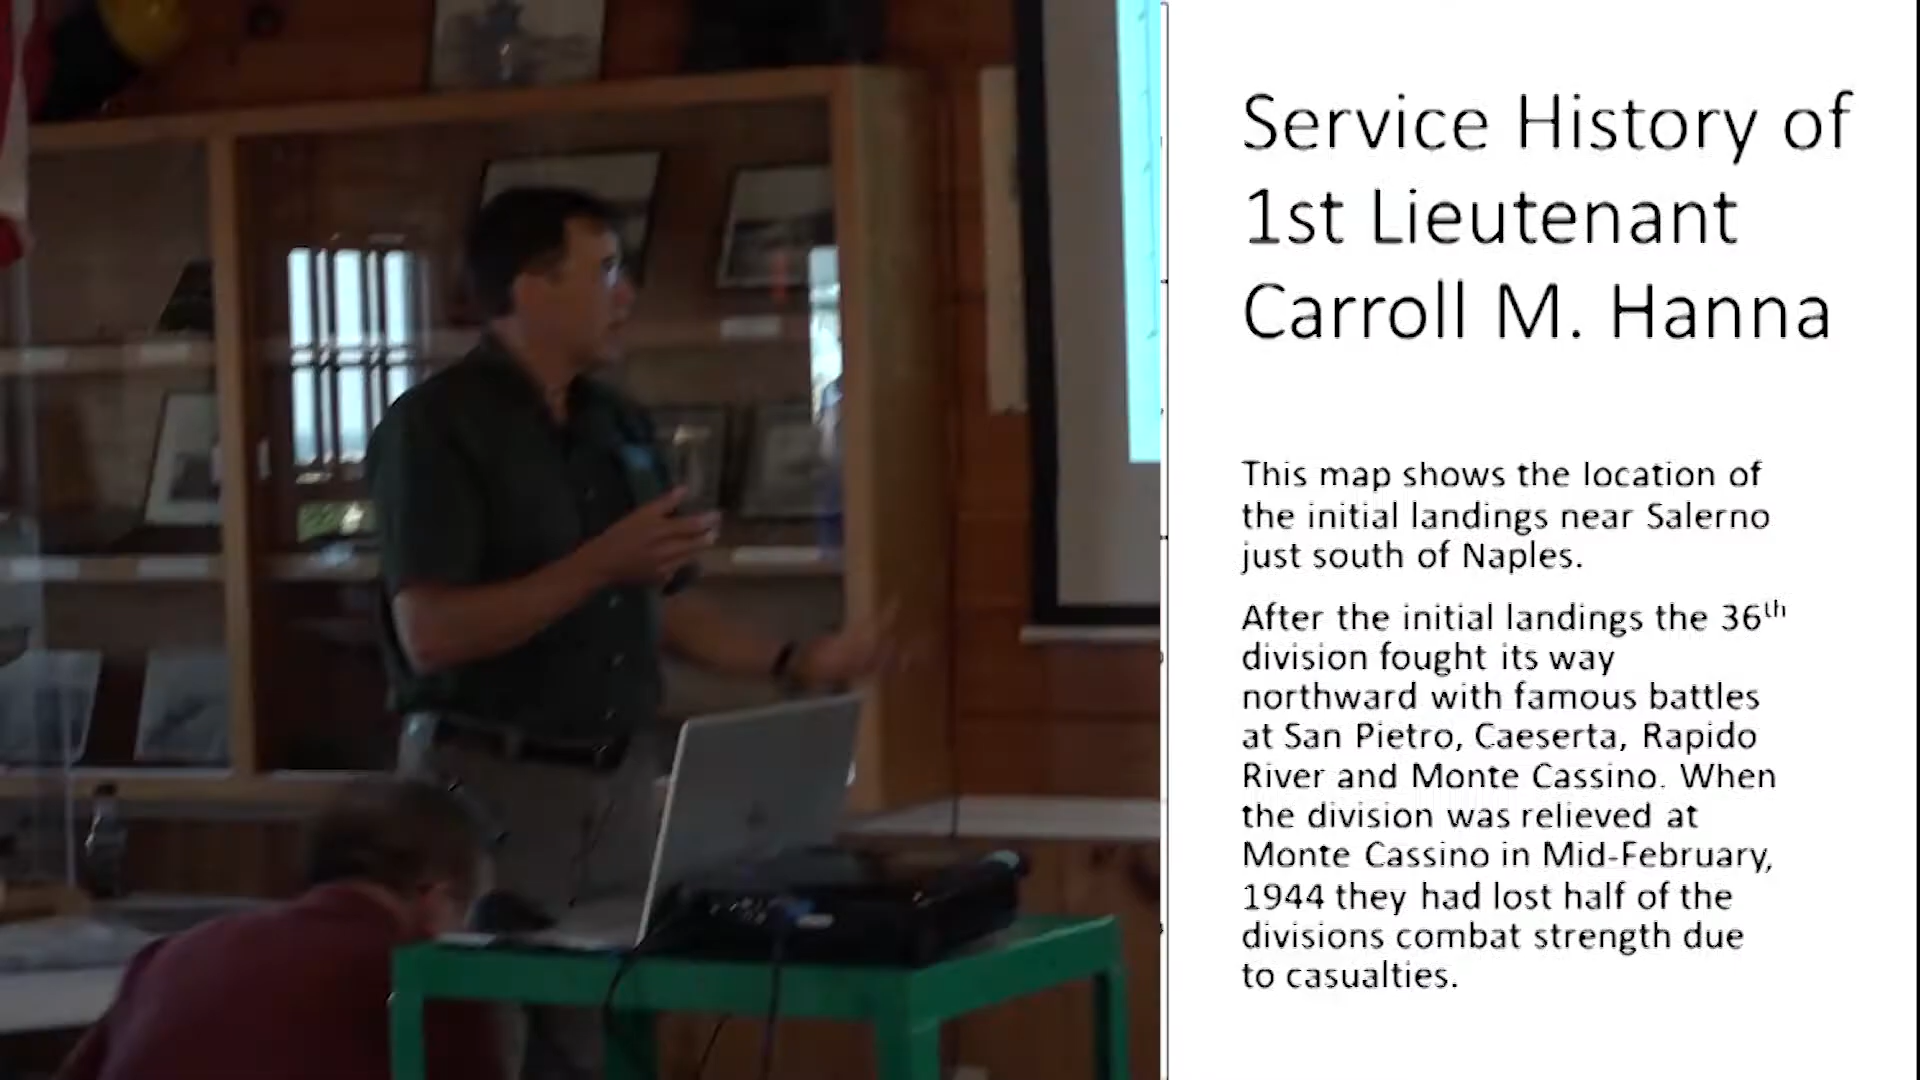 Service History of
1st Lieutenant
Carroll M. Hanna
This map shows the location of
the initial landings near Salerno
just south of Naples.
After the initial landings the 36th
division fought its way
northward with famous battles
at San Pietro, Caeserta, Rapido
River and Monte Cassino. When
the division was relieved at
Monte Cassino in Mid-February,
1944 they had lost half of the
divisions combat strength due
to casualties.